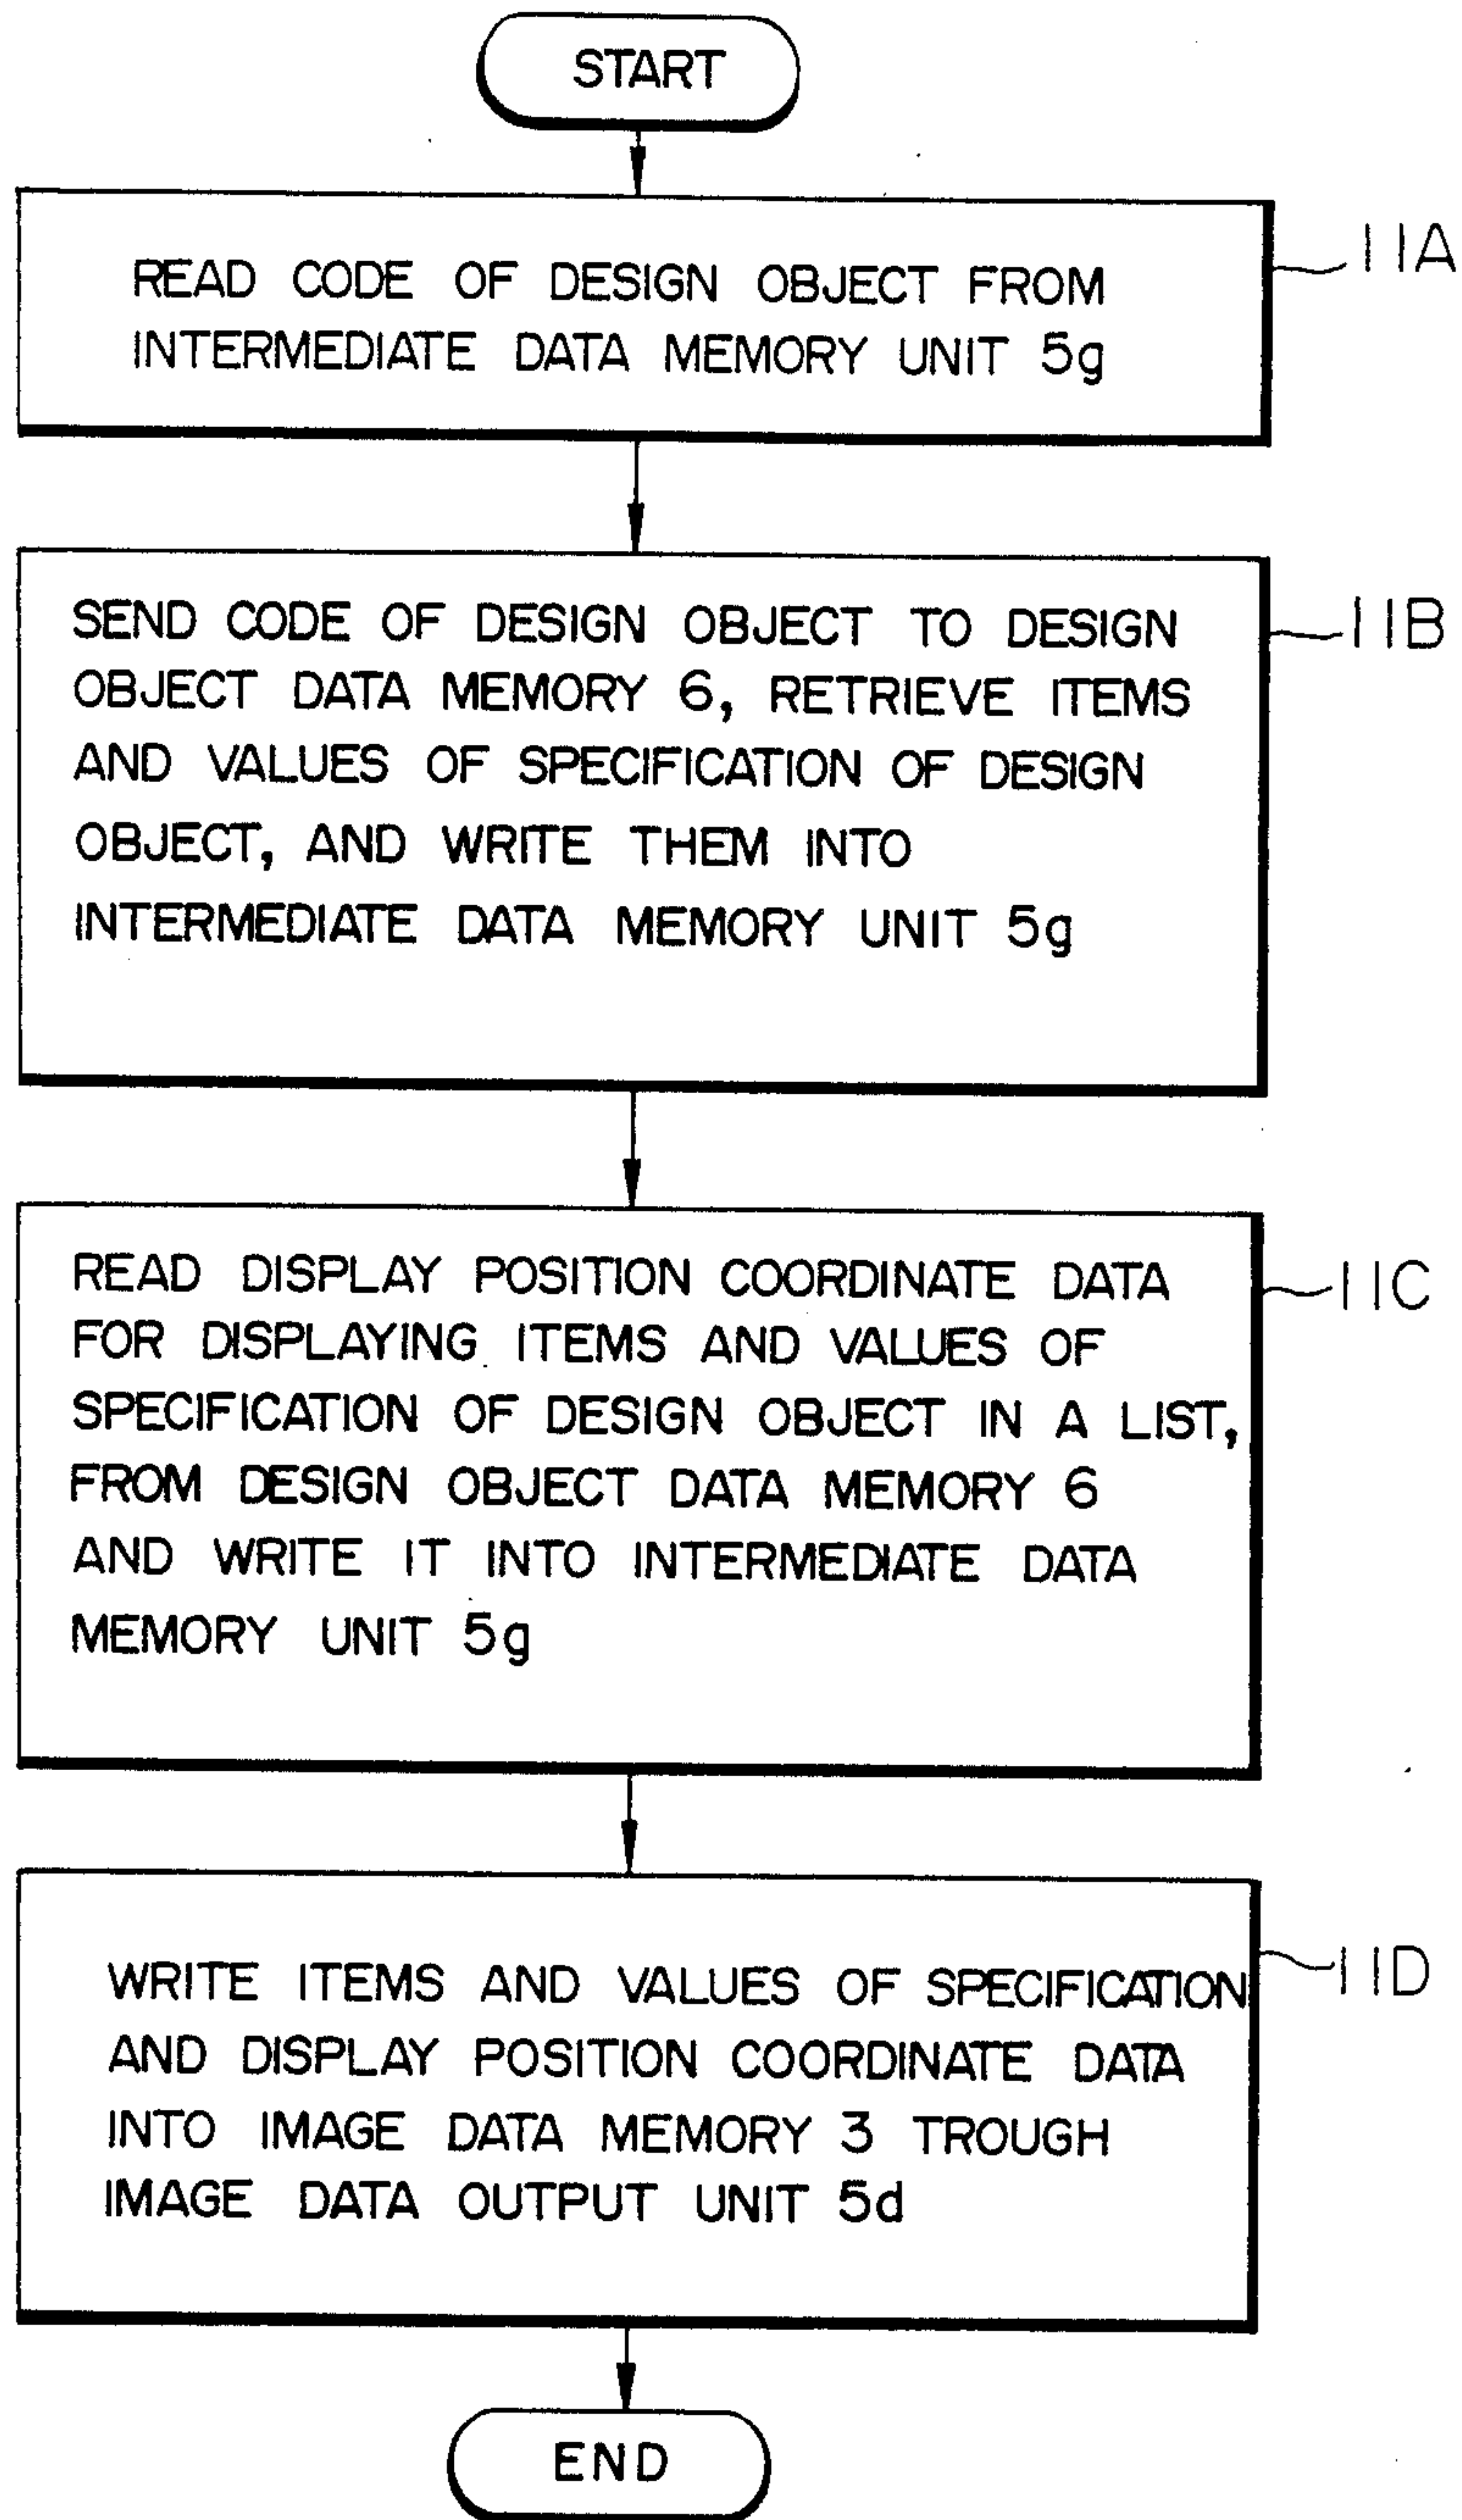 START
READ CODE OF DESIGN OBJECT FROM
INTERMEDIATE DATA MEMORY UNIT 5g
11A
SEND CODE OF DESIGN OBJECT TO DESIGN
OBJECT DATA MEMORY 6, RETRIEVE ITEMS
AND VALUES OF SPECIFICATION OF DESIGN
OBJECT, AND WRITE THEM INTO
INTERMEDIATE DATA MEMORY UNIT 5g
11B
READ DISPLAY POSITION COORDINATE DATA
FOR DISPLAYING ITEMS AND VALUES OF
SPECIFICATION OF DESIGN OBJECT IN A LIST,
FROM DESIGN OBJECT DATA MEMORY 6
AND WRITE IT INTO INTERMEDIATE DATA
MEMORY UNIT 5g
11C
WRITE ITEMS AND VALUES OF SPECIFICATION
AND DISPLAY POSITION COORDINATE DATA
INTO IMAGE DATA MEMORY 3 TROUGH
IMAGE DATA OUTPUT UNIT 5d
11D
END